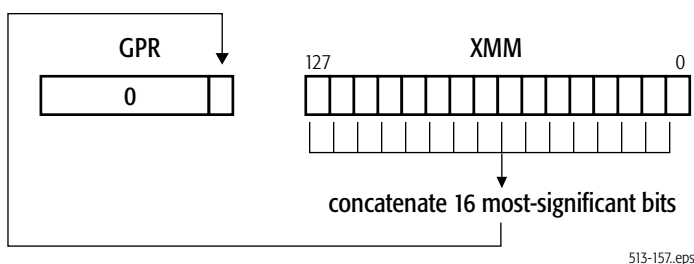 GPR
XMM
127
0
0
concatenate 16 most-significant bits
513-157..eps